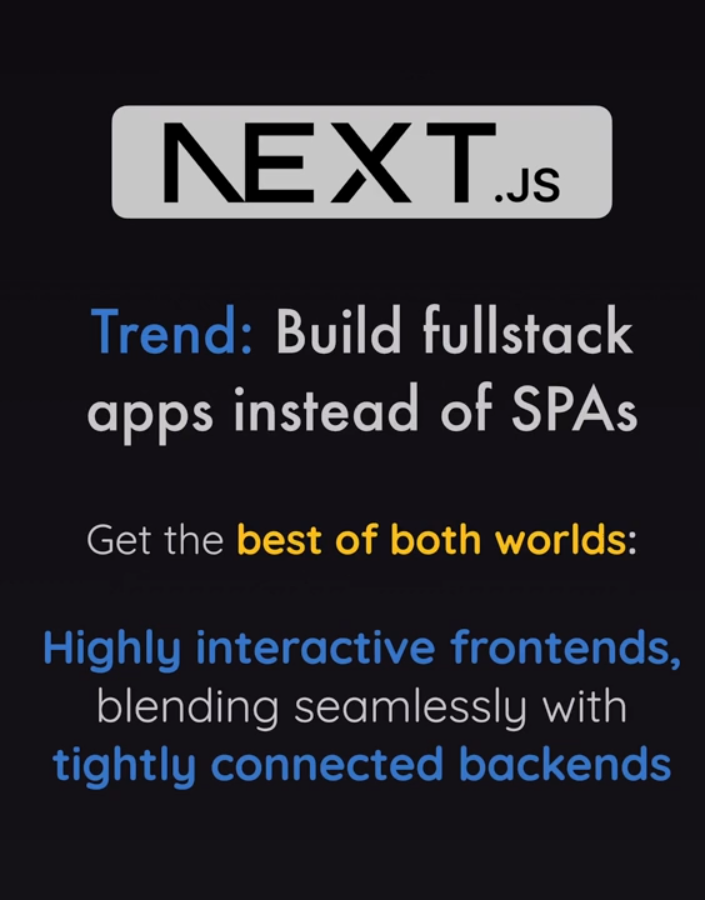 NEXT.JS
Trend: Build fullstack
apps instead of SPAs
Get the best of both worlds:
Highly interactive frontends,
blending seamlessly with
tightly connected backends